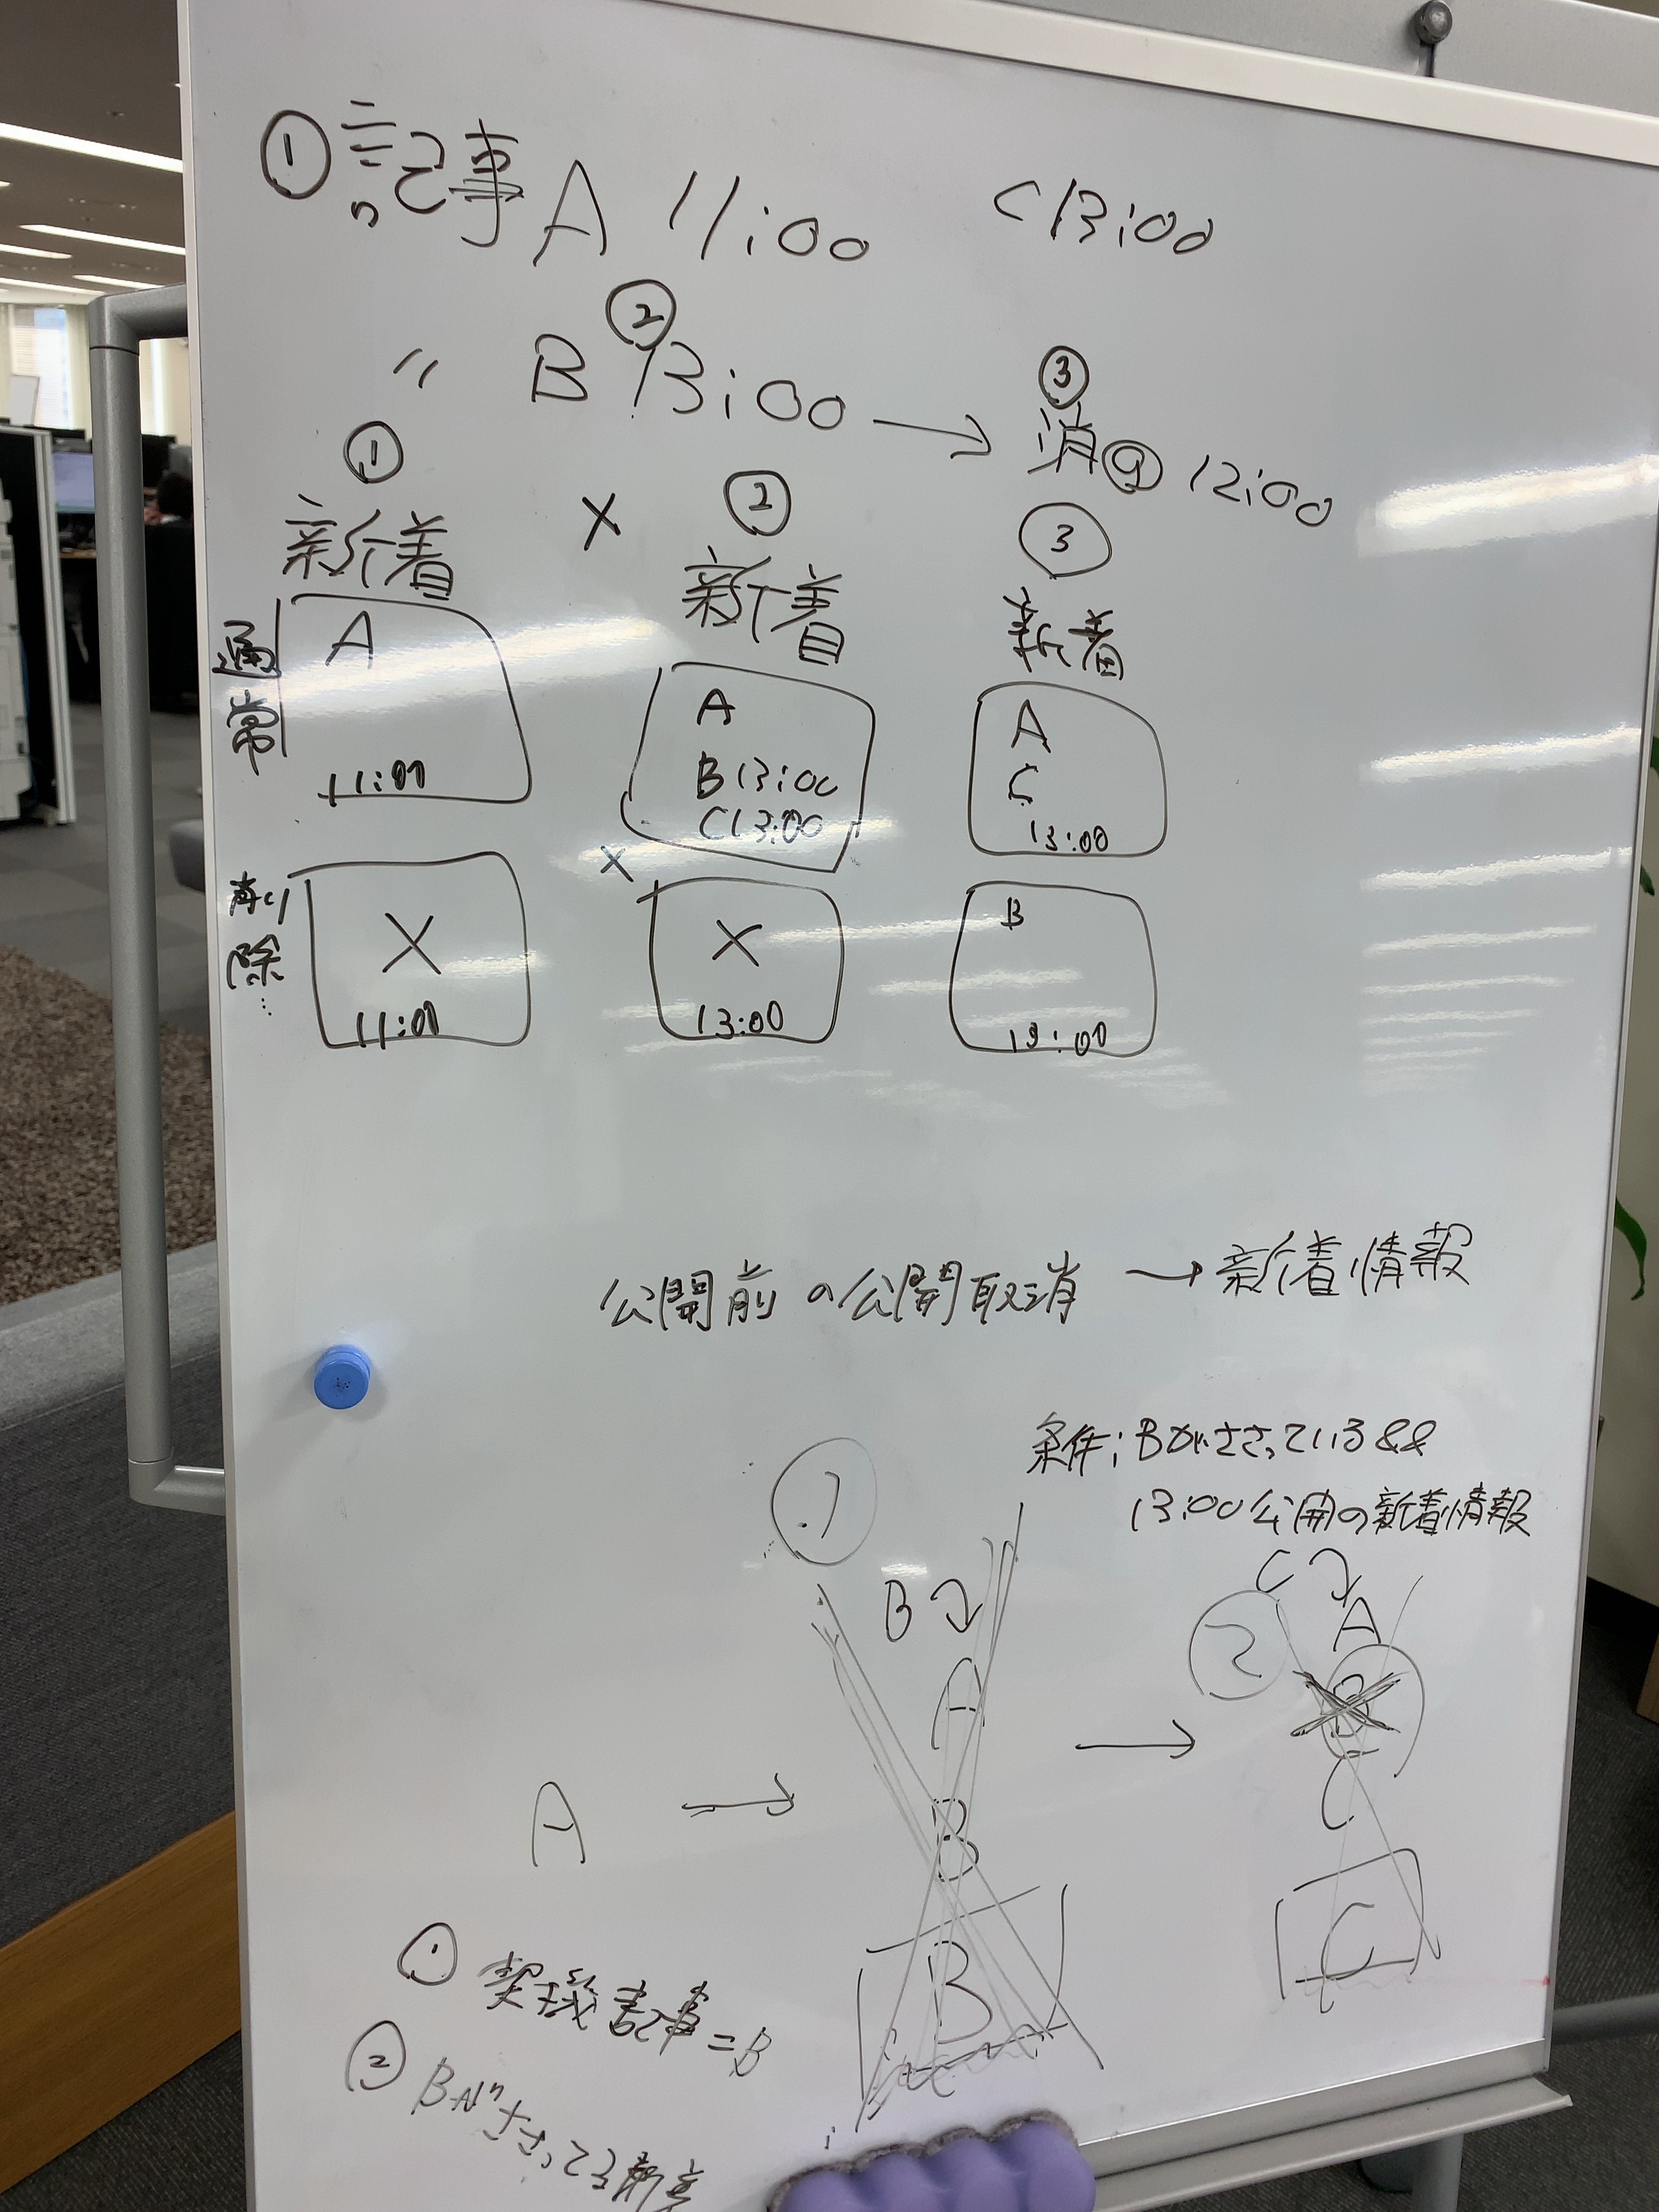 ① 記事 A 11:00 C 13:00
② 
〃 B 13:00 → ③ 消 12:00
① 新着 × ② 新着 ③ 新着
通常
A
11:00
A
B 13:00
C 13:00
A
C
13:00
×
削除
×
11:00
×
13:00
B
13:00
公開前の公開取消 → 新着情報
条件: Bがささっている &&
13:00公開の新着情報
①
B
A → A
B
B
→ ②
C
A
B
C
C
① 契機記事=B
② Bがささってる新着